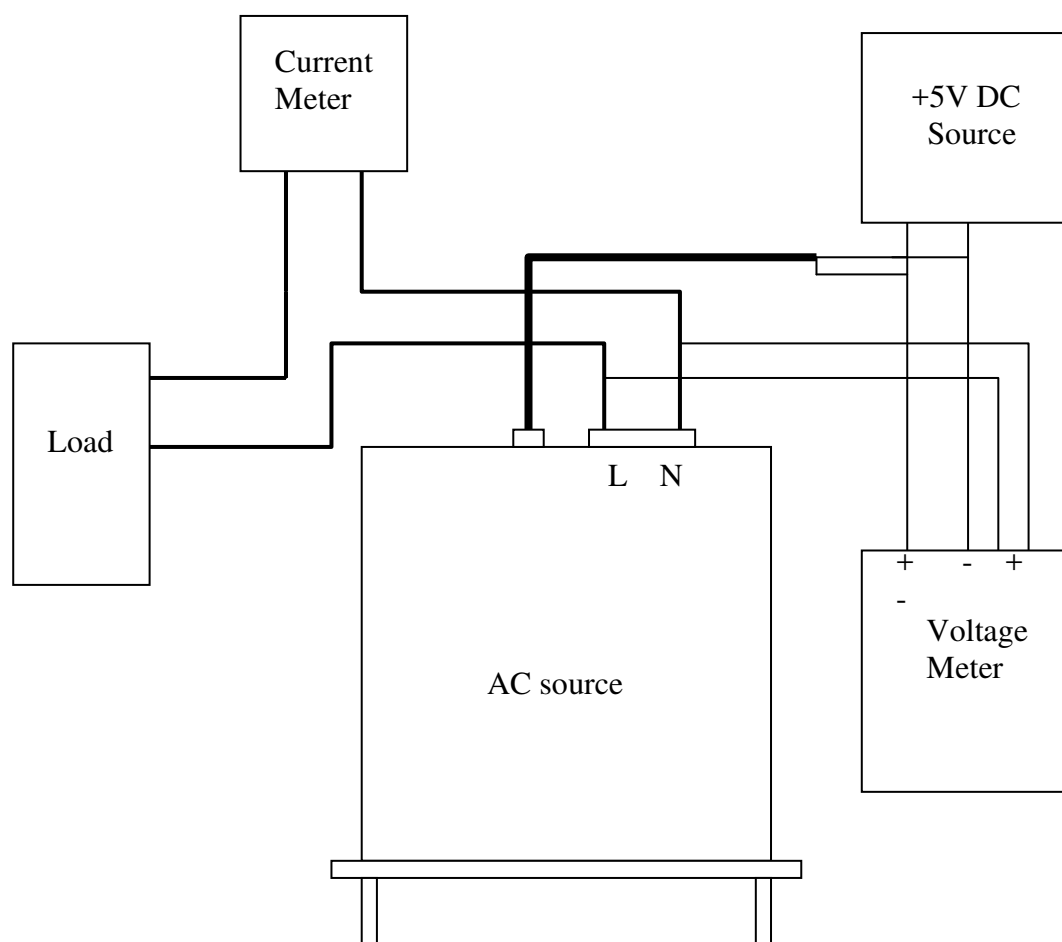 Current
Meter
+5V DC
Source
Load
L N
+ - +
-
Voltage
Meter
AC source